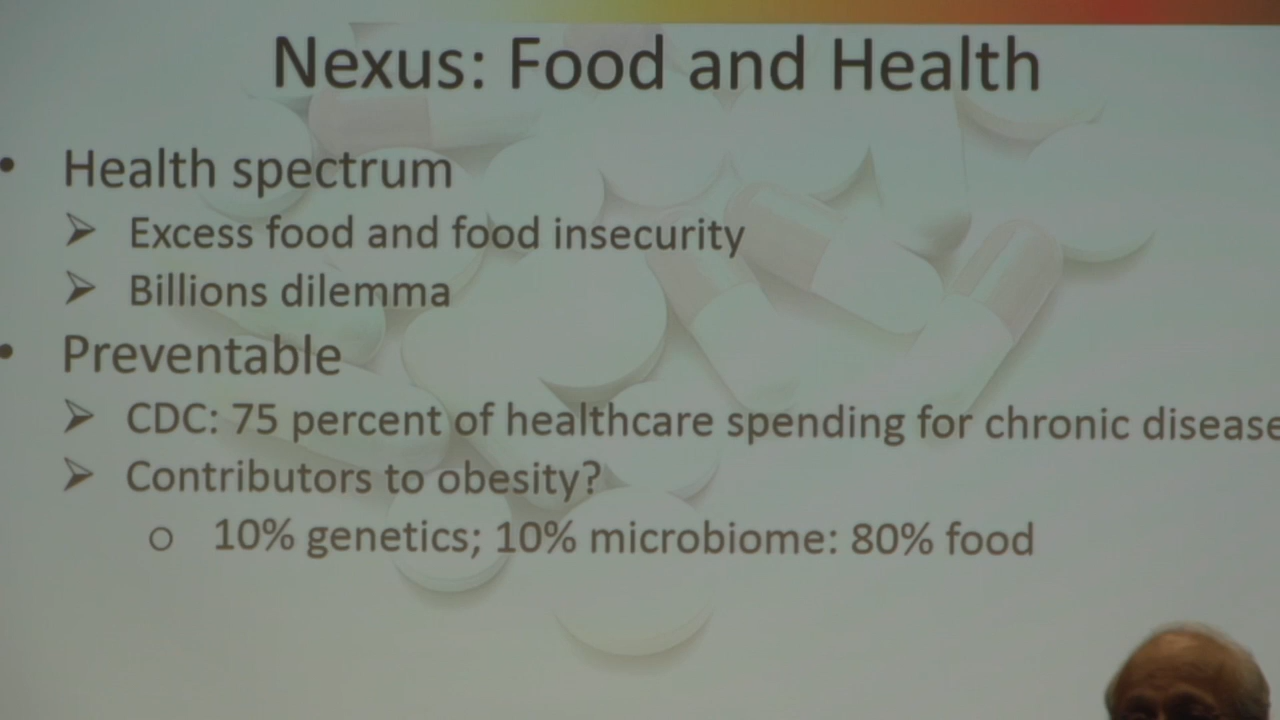 Nexus: Food and Health
• Health spectrum
➢ Excess food and food insecurity
➢ Billions dilemma
• Preventable
➢ CDC: 75 percent of healthcare spending for chronic disease
➢ Contributors to obesity?
o 10% genetics; 10% microbiome: 80% food